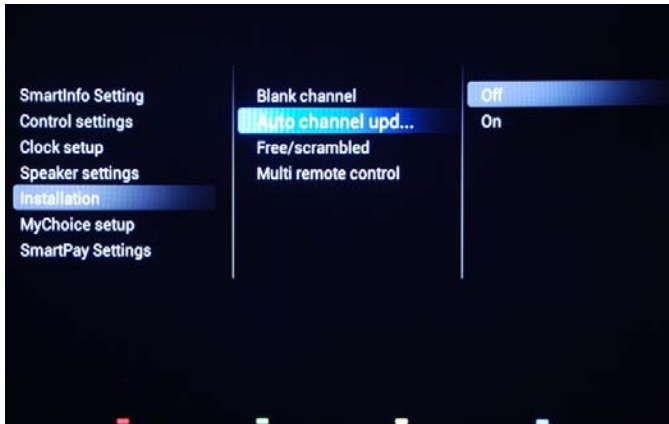 SmartInfo Setting
Control settings
Clock setup
Speaker settings
Installation
MyChoice setup
SmartPay Settings
Blank channel
Auto channel upd...
Free/scrambled
Multi remote control
Off
On